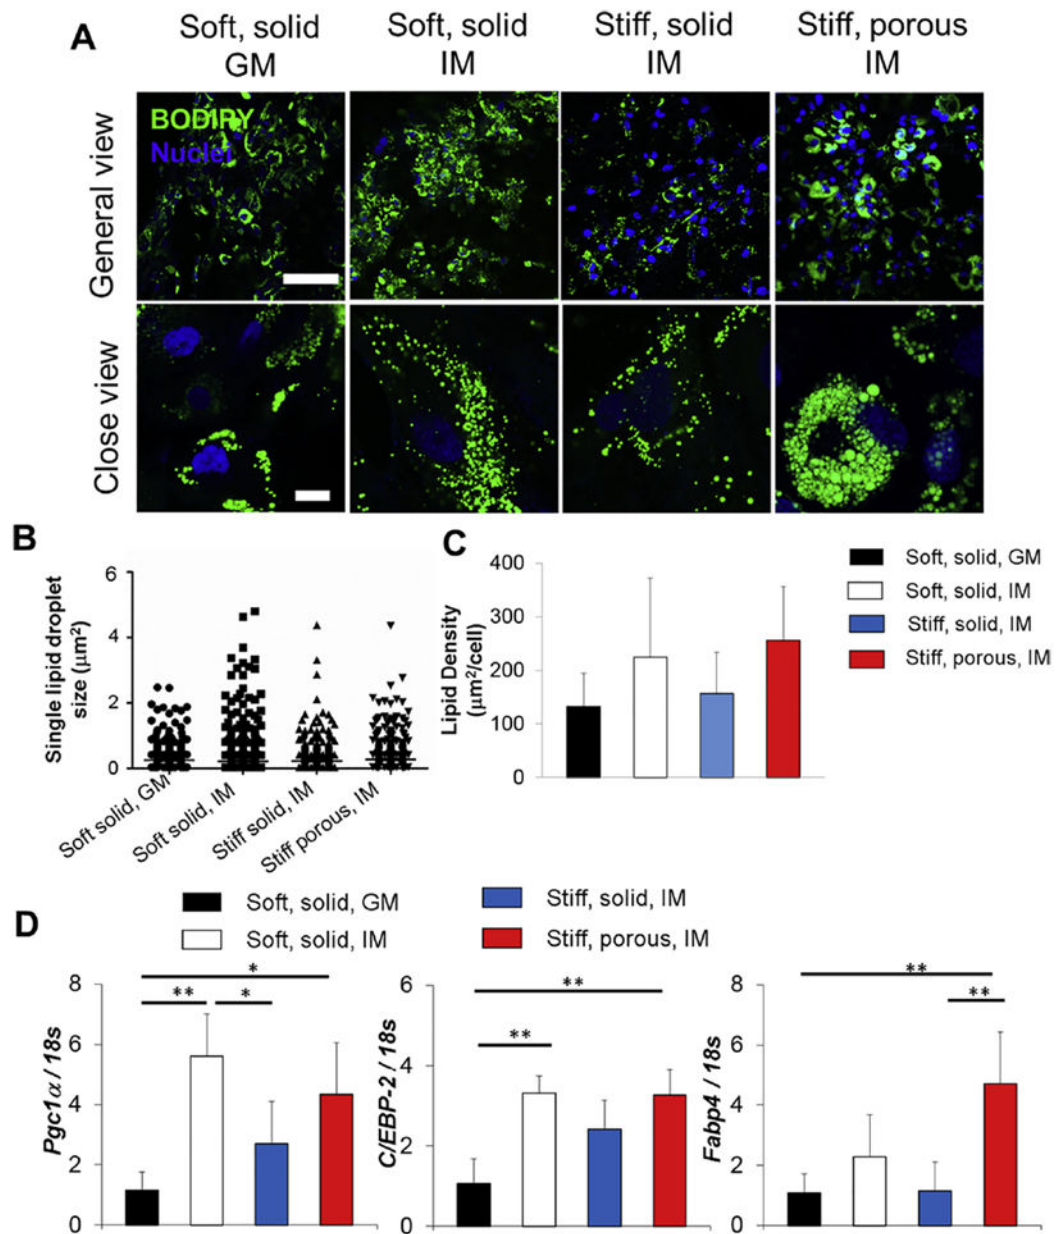 A
Soft, solid
GM
Soft, solid
IM
Stiff, solid
IM
Stiff, porous
IM
General view
BODIRY
Nuclei
Close view
B
Single lipid droplet
size (μm²)
6
4
2
0
Soft solid, GM
Soft solid, IM
Stiff solid, IM
Stiff porous, IM
C
Lipid Density
(μm²/cell)
400
300
200
100
0
Soft, solid, GM
Soft, solid, IM
Stiff, solid, IM
Stiff, porous, IM
D
Soft, solid, GM
Soft, solid, IM
Stiff, solid, IM
Stiff, porous, IM
Pgc1α / 18s
8
6
4
2
0
*
**
*
C/EBP-2 / 18s
6
4
2
0
**
**
Fabp4 / 18s
8
6
4
2
0
**
**